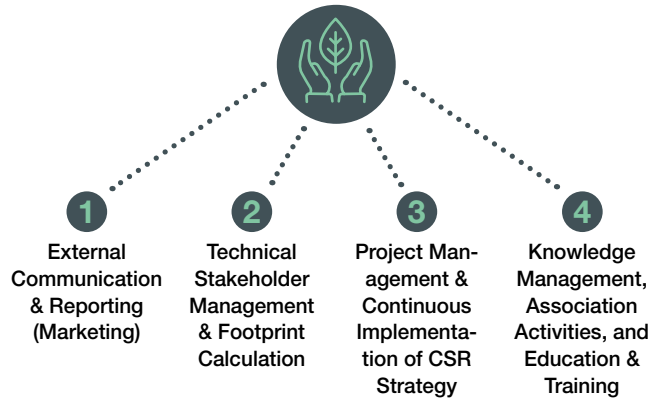 1
External
Communication
& Reporting
(Marketing)
2
Technical
Stakeholder
Management
& Footprint
Calculation
3
Project Man-
agement &
Continuous
Implementa-
tion of CSR
Strategy
4
Knowledge
Management,
Association
Activities, and
Education &
Training